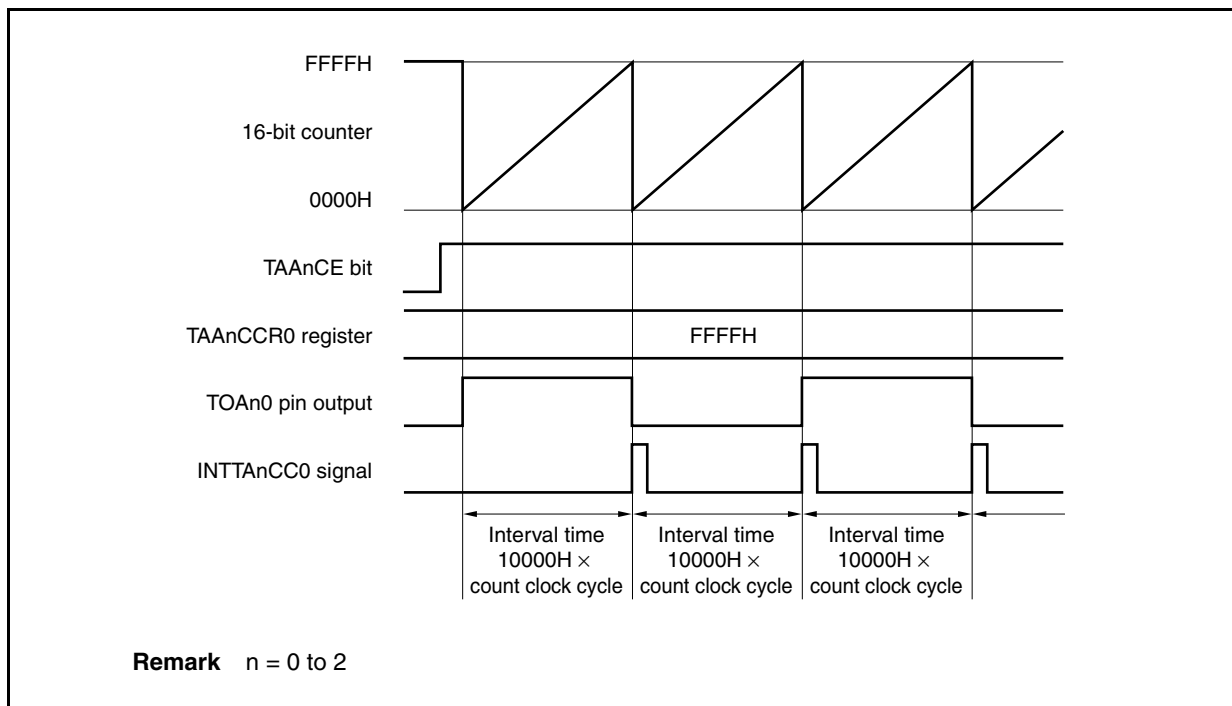 FFFFH
16-bit counter
0000H
TAAnCE bit
TAAnCCR0 register
FFFFH
TOAn0 pin output
INTTAnCC0 signal
Interval time
10000H ×
count clock cycle
Interval time
10000H ×
count clock cycle
Interval time
10000H ×
count clock cycle
Remark n = 0 to 2